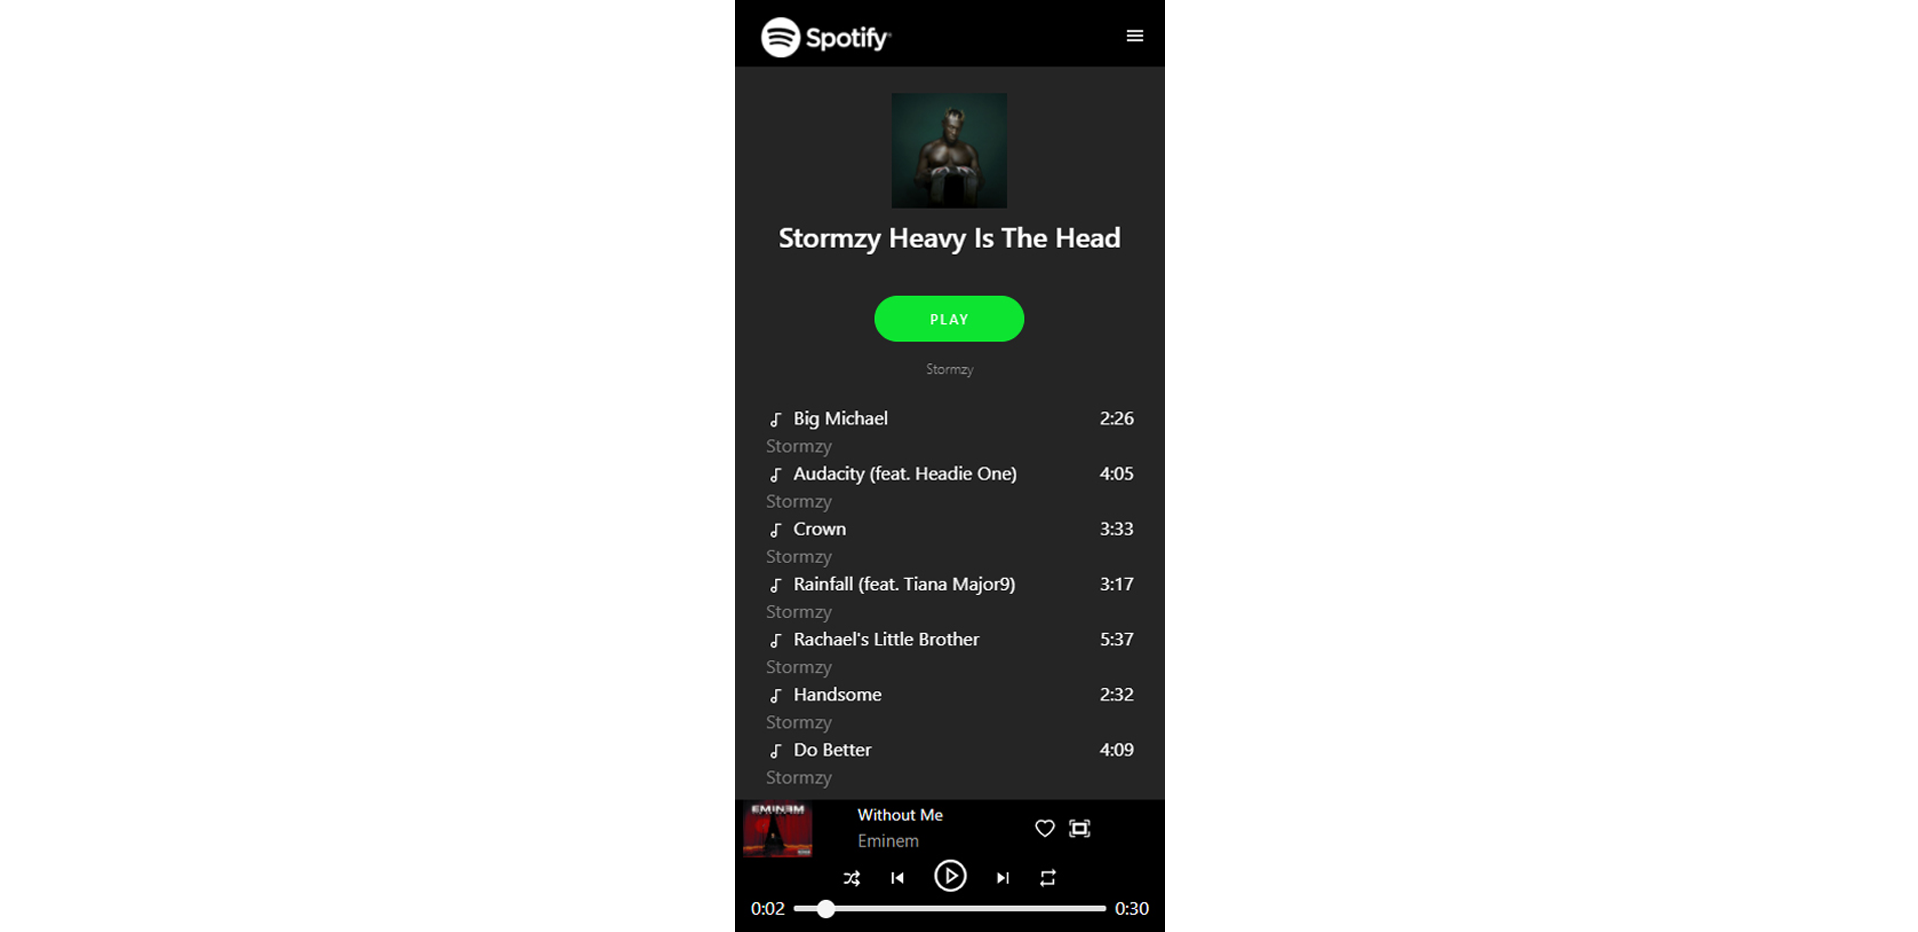 Spotify
Stormzy Heavy Is The Head
PLAY
Stormzy
Big Michael 2:26
Stormzy
Audacity (feat. Headie One) 4:05
Stormzy
Crown 3:33
Stormzy
Rainfall (feat. Tiana Major9) 3:17
Stormzy
Rachael's Little Brother 5:37
Stormzy
Handsome 2:32
Stormzy
Do Better 4:09
Stormzy
EMINEM
Without Me
Eminem
0:02 0:30